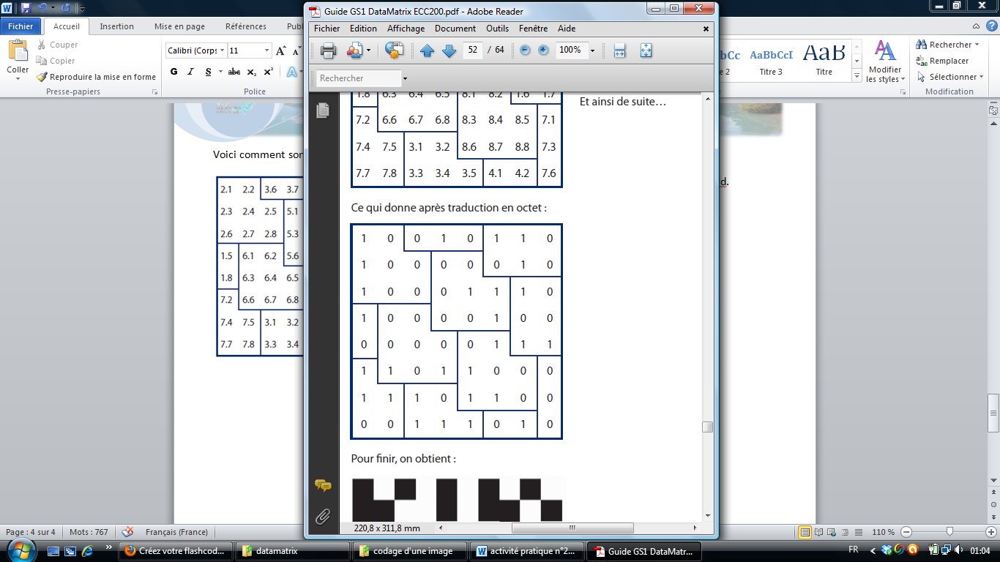 Guide GS1 DataMatrix ECC200.pdf - Adobe Reader
Fichier Edition Affichage Document Outils Fenêtre Aide
52 / 64 100%
Rechercher
Fichier Accueil Insertion Mise en page Références
Couper
Copier
Reproduire la mise en forme
Coller
Presse-papiers
Calibri (Corps 11
G I S abc x₂ x²
Police
AaBbCcI AaB
Titre 3 Titre
Modifier
les styles
Rechercher
Remplacer
Sélectionner
Modification
Voici comment
2.1 2.2 3.6 3.7
2.3 2.4 2.5 5.1
2.6 2.7 2.8 5.3
1.5 6.1 6.2 5.6
1.8 6.3 6.4 6.5
7.2 6.6 6.7 6.8
7.4 7.5 3.1 3.2
7.7 7.8 3.3 3.4
1.8 6.3 6.4 6.5 8.1 8.2 1.6 1.7
7.2 6.6 6.7 6.8 8.3 8.4 8.5 7.1
7.4 7.5 3.1 3.2 8.6 8.7 8.8 7.3
7.7 7.8 3.3 3.4 3.5 4.1 4.2 7.6
Et ainsi de suite…
Ce qui donne après traduction en octet :
1 0 0 1 0 1 1 0
1 0 0 0 0 0 1 0
1 0 0 0 1 1 1 0
1 0 0 0 0 1 0 0
0 0 0 0 0 1 1 1
1 1 0 1 1 0 0 0
1 1 1 0 1 1 0 0
0 0 1 1 1 0 1 0
Pour finir, on obtient :
220,8 x 311,8 mm
Page : 4 sur 4 Mots : 767 Français (France) 110 %
Créez votre flashcod... datamatrix codage d'une image activité pratique n°2... Guide GS1 DataMatr... FR 01:04